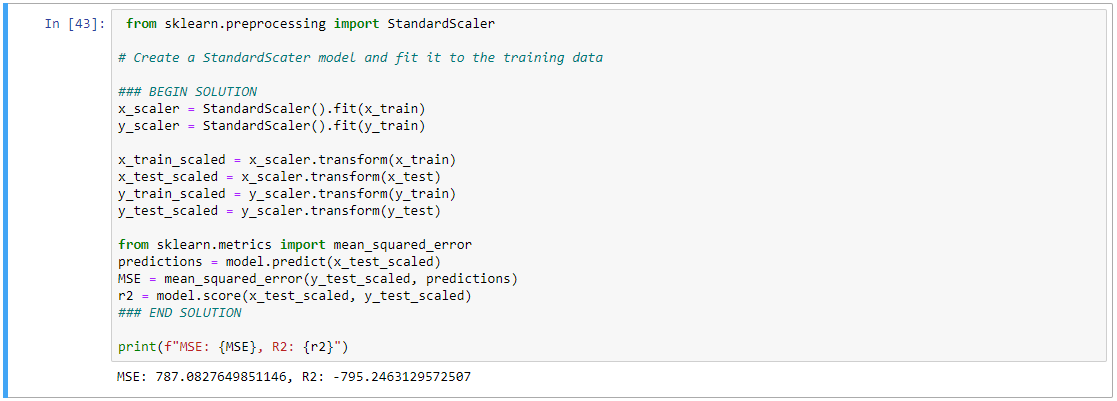 In [43]: from sklearn.preprocessing import StandardScaler
# Create a StandardScater model and fit it to the training data
### BEGIN SOLUTION
x_scaler = StandardScaler().fit(x_train)
y_scaler = StandardScaler().fit(y_train)
x_train_scaled = x_scaler.transform(x_train)
x_test_scaled = x_scaler.transform(x_test)
y_train_scaled = y_scaler.transform(y_train)
y_test_scaled = y_scaler.transform(y_test)
from sklearn.metrics import mean_squared_error
predictions = model.predict(x_test_scaled)
MSE = mean_squared_error(y_test_scaled, predictions)
r2 = model.score(x_test_scaled, y_test_scaled)
### END SOLUTION
print(f"MSE: {MSE}, R2: {r2}")
MSE: 787.0827649851146, R2: -795.2463129572507